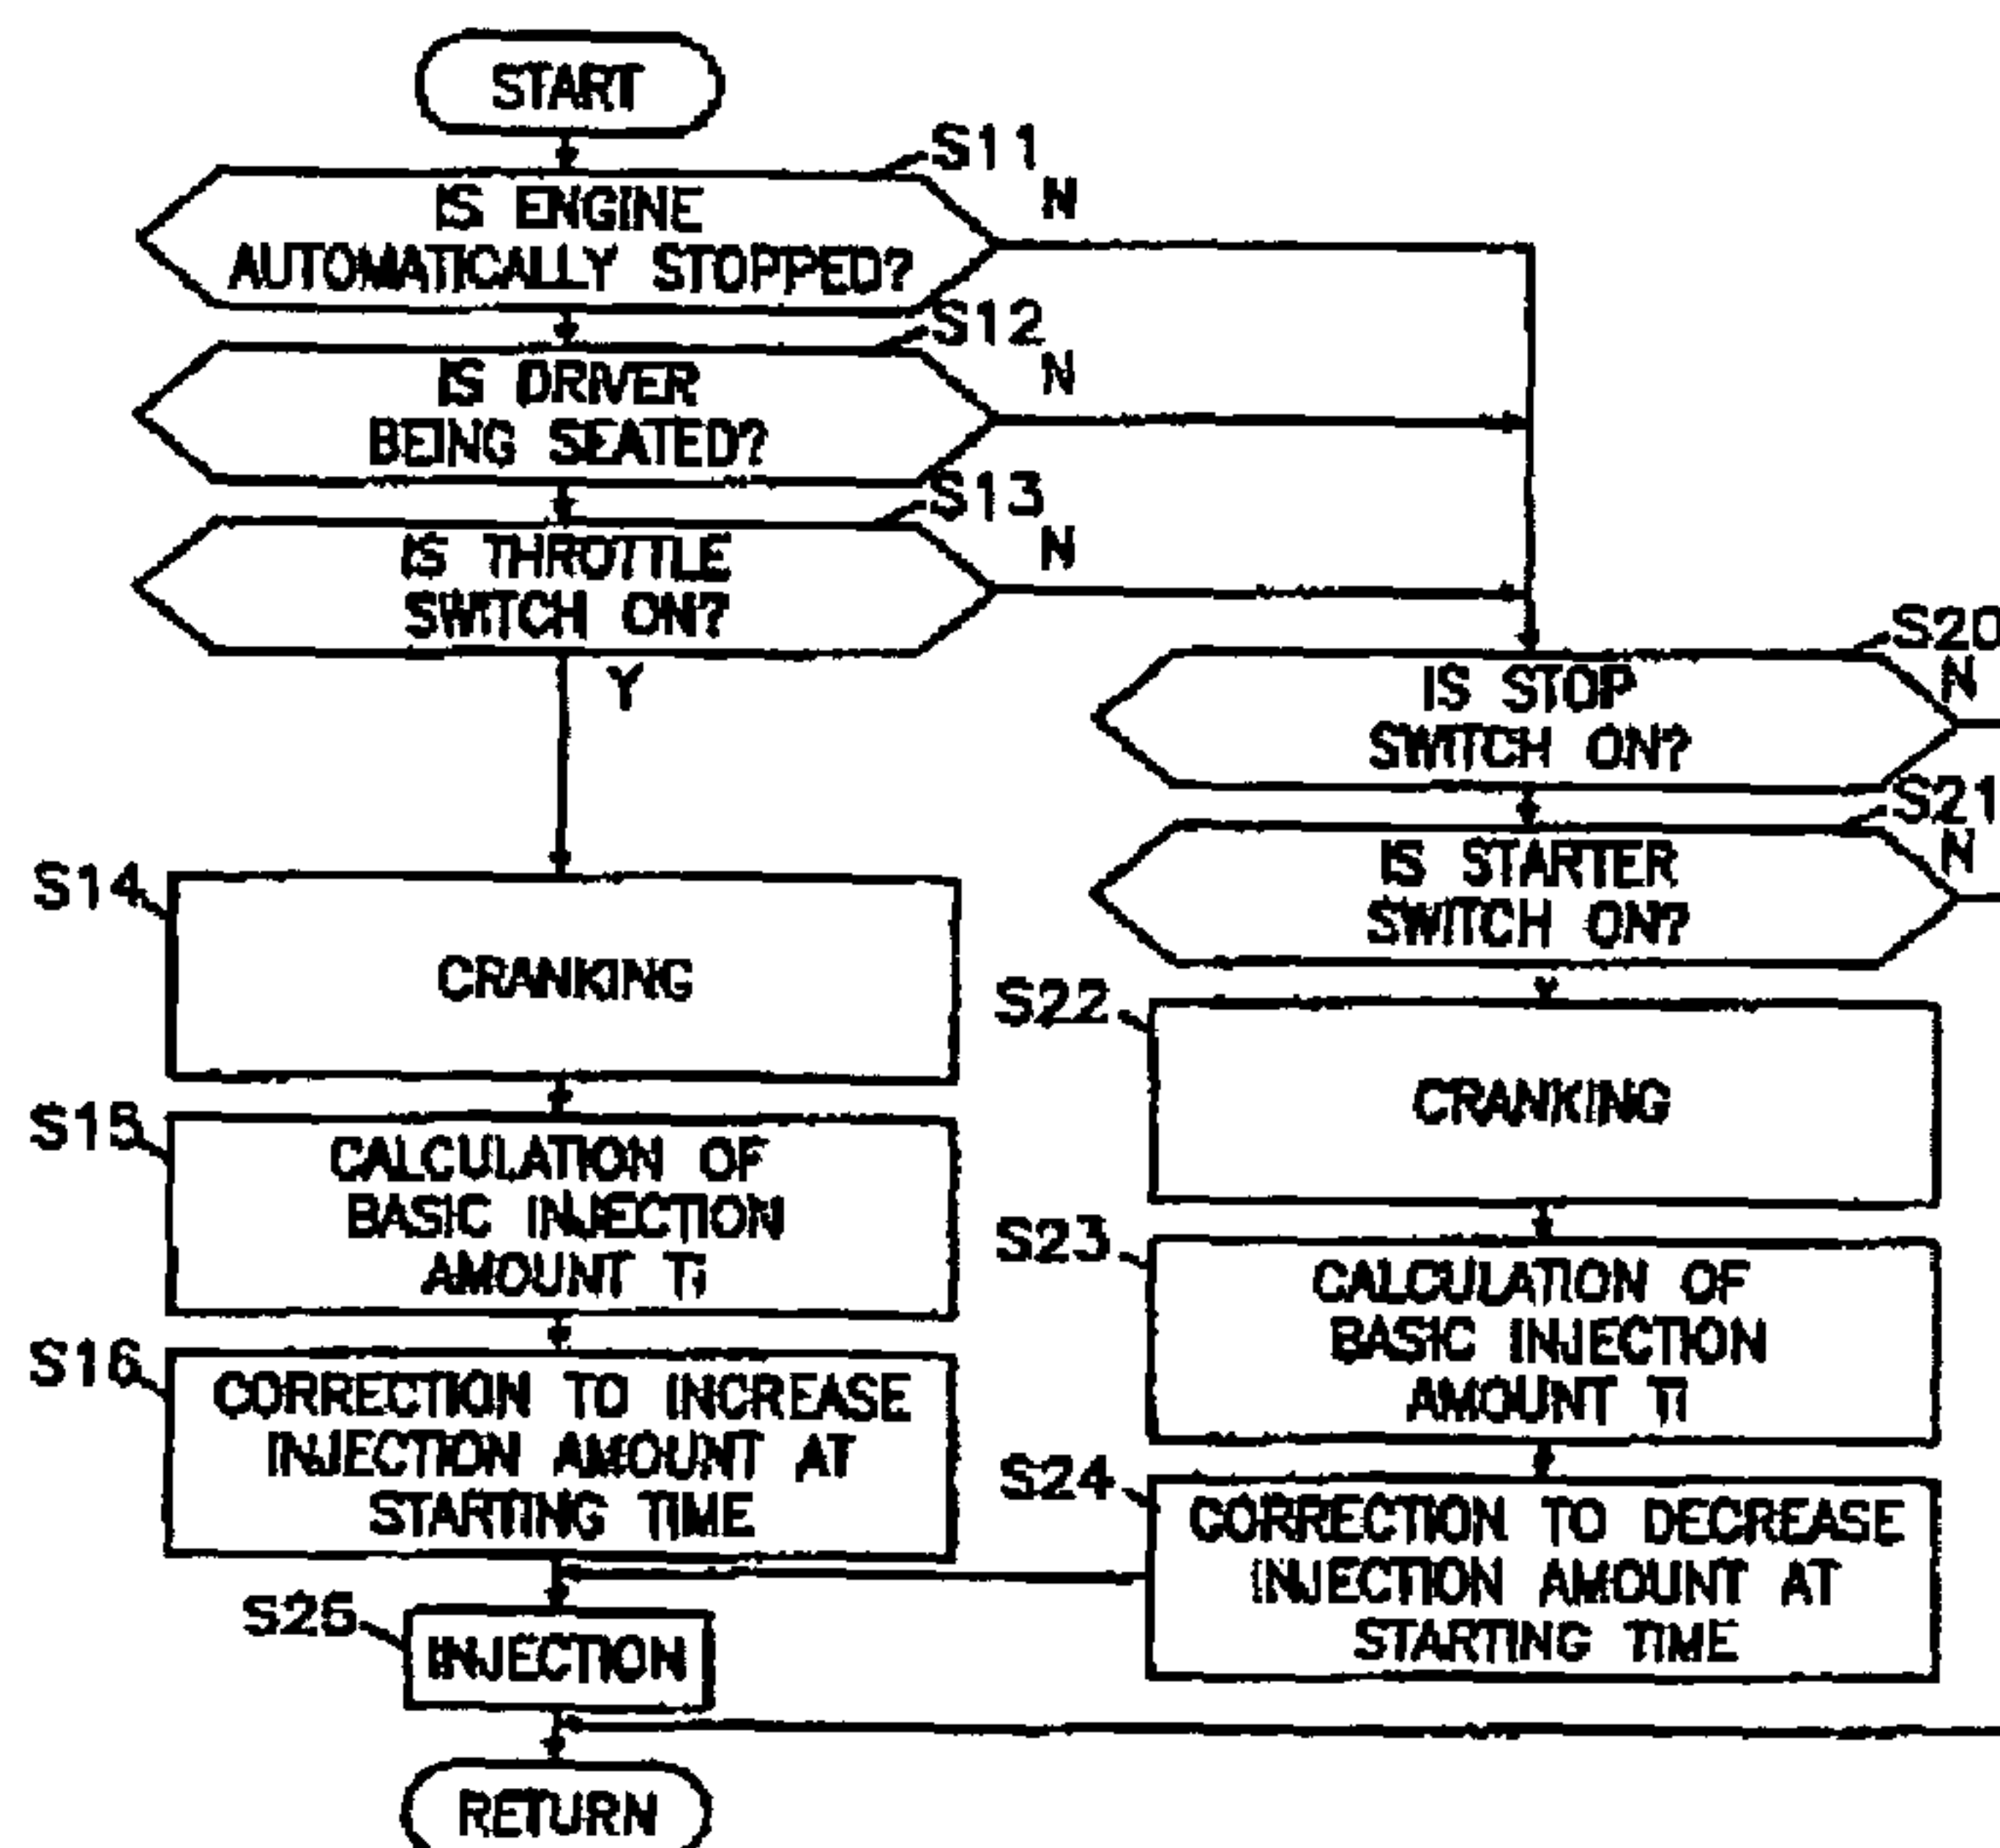 START
S11
N
IS ENGINE
AUTOMATICALLY STOPPED?
S12
N
IS DRIVER
BEING SEATED?
S13
N
IS THROTTLE
SWITCH ON?
Y
S20
N
IS STOP
SWITCH ON?
S21
N
IS STARTER
SWITCH ON?
S14
CRANKING
S22
CRANKING
S15
CALCULATION OF
BASIC INJECTION
AMOUNT Ti
S23
CALCULATION OF
BASIC INJECTION
AMOUNT Ti
S16
CORRECTION TO INCREASE
INJECTION AMOUNT AT
STARTING TIME
S24
CORRECTION TO DECREASE
INJECTION AMOUNT AT
STARTING TIME
S25
INJECTION
RETURN